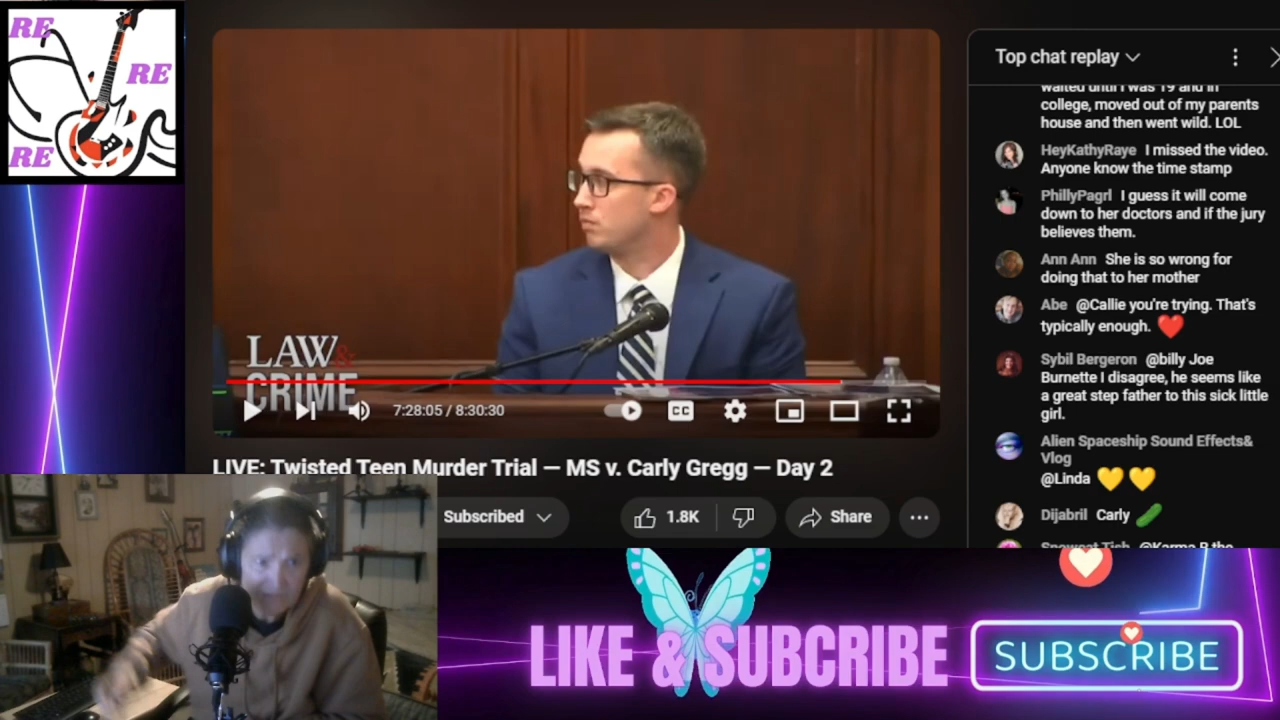 RE
RE
RE
LAW&
CRIME
7:28:05 / 8:30:30
CC
LIVE: Twisted Teen Murder Trial — MS v. Carly Gregg — Day 2
Subscribed
1.8K
Share
Top chat replay
waited until I was 19 and in
college, moved out of my parents
house and then went wild. LOL
HeyKathyRaye I missed the video.
Anyone know the time stamp
PhillyPagrl I guess it will come
down to her doctors and if the jury
believes them.
Ann Ann She is so wrong for
doing that to her mother
Abe @Callie you're trying. That's
typically enough. ❤️
Sybil Bergeron @billy Joe
Burnette I disagree, he seems like
a great step father to this sick little
girl.
Alien Spaceship Sound Effects&
Vlog
@Linda 💛 💛
Dijabril Carly 🥒
@Karma B the
LIKE & SUBCRIBE
SUBSCRIBE